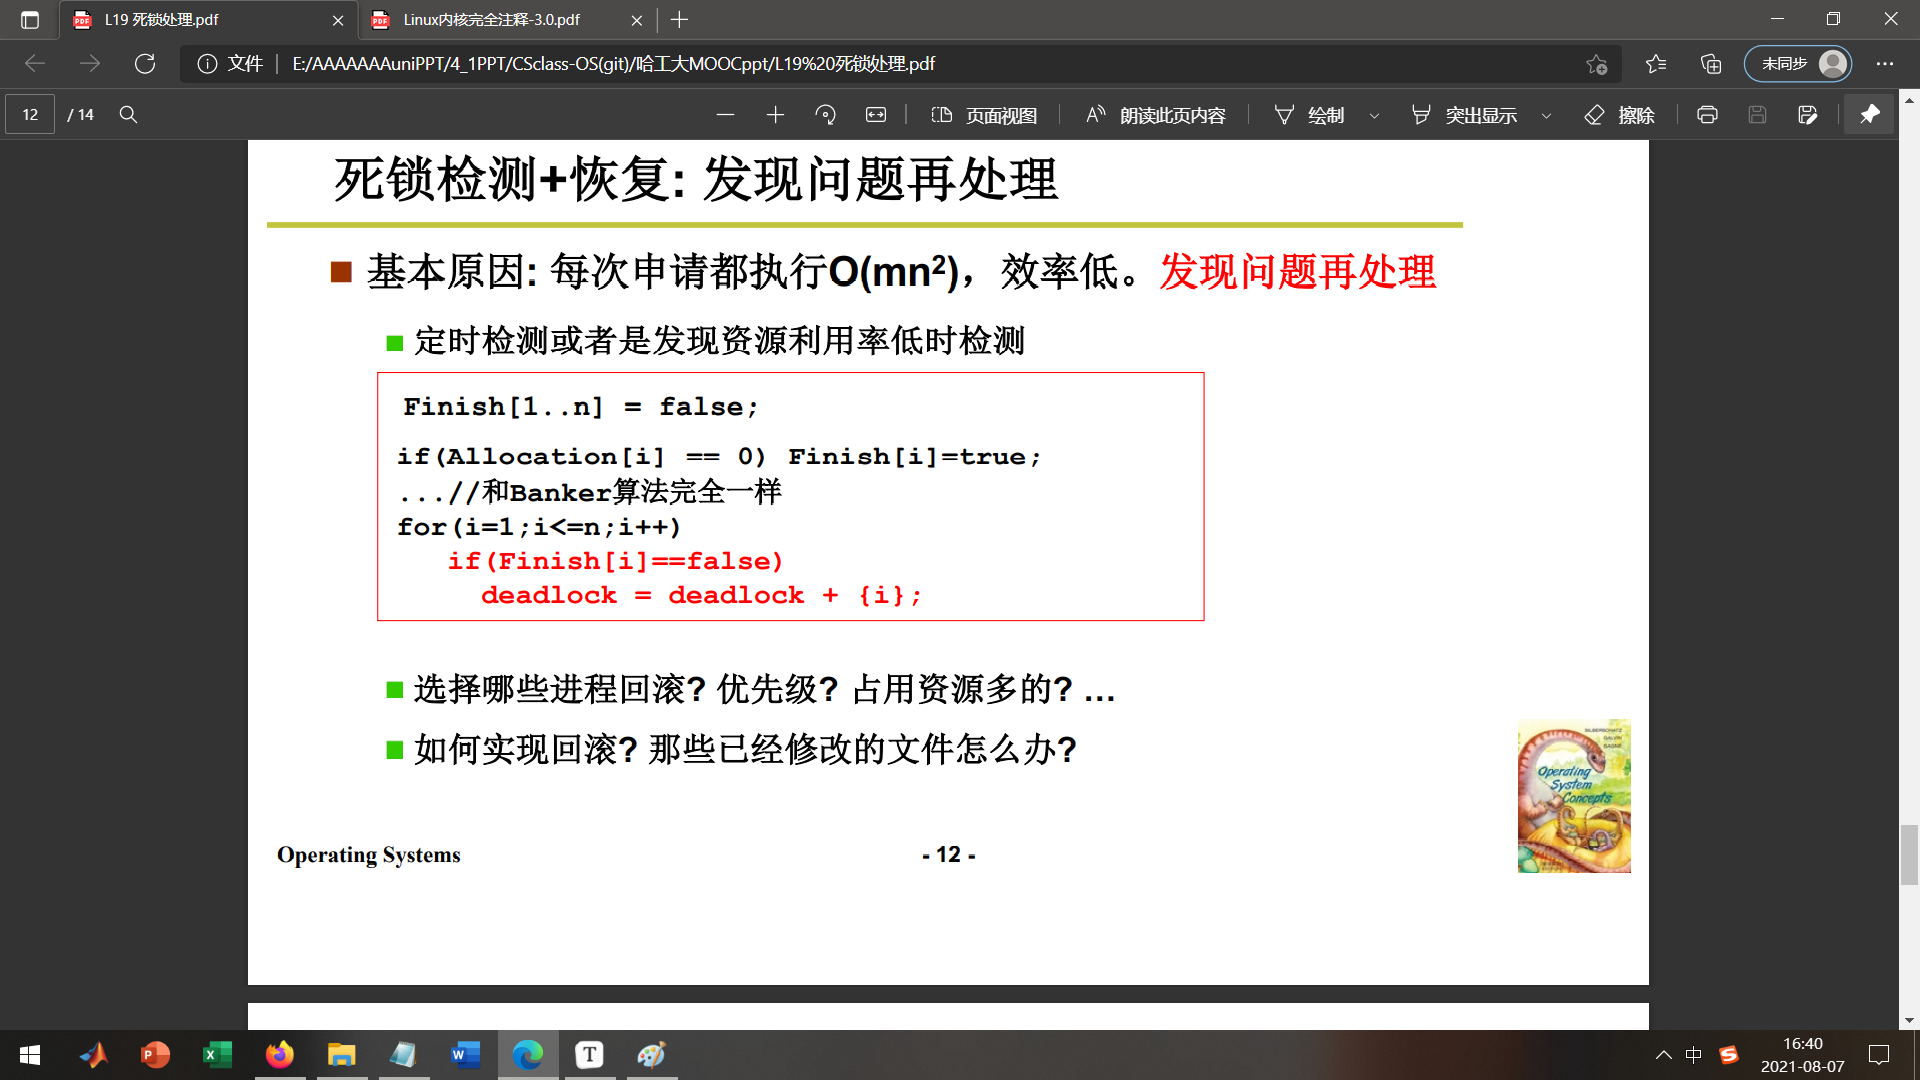 L19 死锁处理.pdf
Linux内核完全注释-3.0.pdf
文件
E:/AAAAAAAuniPPT/4_1PPT/CSclass-OS(git)/哈工大MOOCppt/L19%20死锁处理.pdf
未同步
12 / 14
页面视图
朗读此页内容
绘制
突出显示
擦除
死锁检测+恢复: 发现问题再处理
基本原因: 每次申请都执行O(mn²)，效率低。发现问题再处理
定时检测或者是发现资源利用率低时检测
Finish[1..n] = false;
if(Allocation[i] == 0) Finish[i]=true;
...//和Banker算法完全一样
for(i=1;i<=n;i++)
if(Finish[i]==false)
deadlock = deadlock + {i};
选择哪些进程回滚? 优先级? 占用资源多的? …
如何实现回滚? 那些已经修改的文件怎么办?
SILBERSCHATZ
GALVIN
GAGNE
Operating
System
Concepts
Operating Systems
- 12 -
中
16:40
2021-08-07